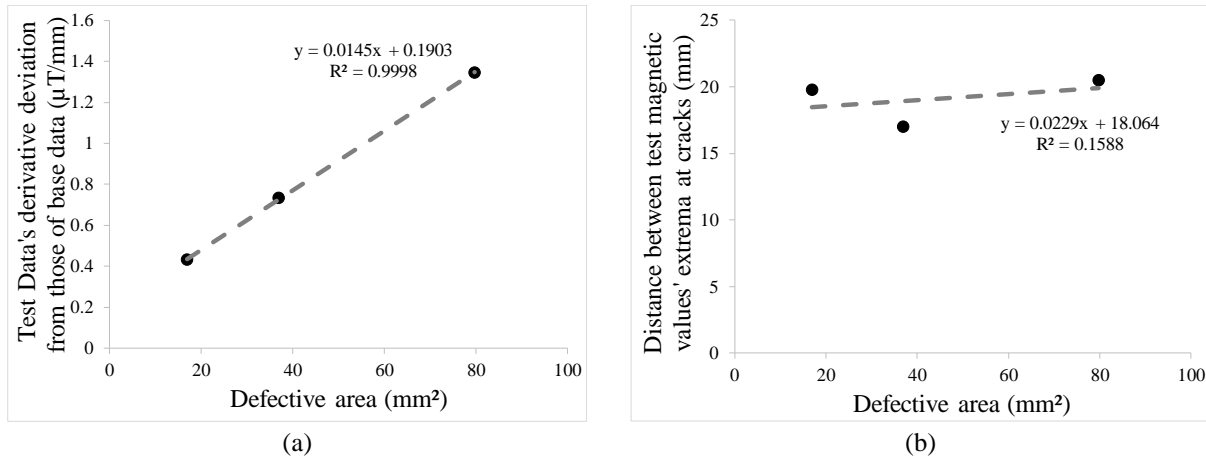 Test Data's derivative deviation
from those of base data (µT/mm)
1.6
1.4
1.2
1
0.8
0.6
0.4
0.2
0
y = 0.0145x + 0.1903
R² = 0.9998
0 20 40 60 80 100
Defective area (mm²)
(a)
Distance between test magnetic
values' extrema at cracks (mm)
25
20
15
10
5
0
y = 0.0229x + 18.064
R² = 0.1588
0 20 40 60 80 100
Defective area (mm²)
(b)